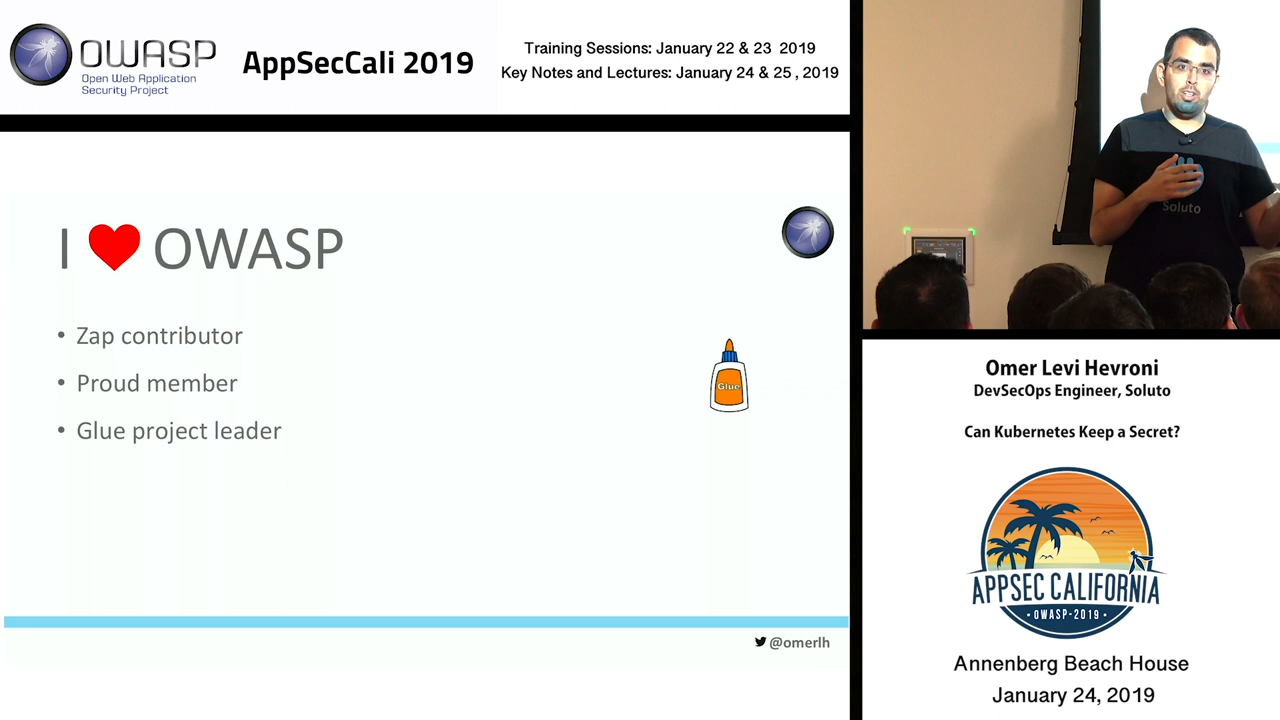 OWASP
Open Web Application
Security Project
AppSecCali 2019
Training Sessions: January 22 & 23 2019
Key Notes and Lectures: January 24 & 25 , 2019
I ❤ OWASP
• Zap contributor
• Proud member
• Glue project leader
Glue
@omerlh
Soluto
Omer Levi Hevroni
DevSecOps Engineer, Soluto
Can Kubernetes Keep a Secret?
APPSEC CALIFORNIA
• OWASP-2019 •
Annenberg Beach House
January 24, 2019